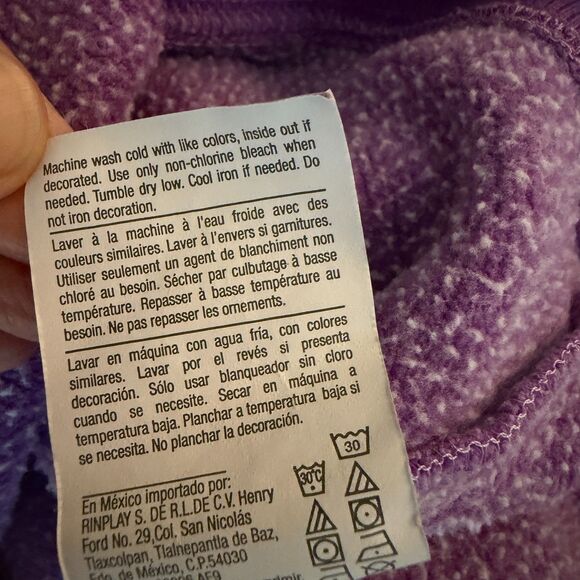 Machine wash cold with like colors, inside out if
decorated. Use only non-chlorine bleach when
needed. Tumble dry low. Cool iron if needed. Do
not iron decoration.
Laver à la machine à l'eau froide avec des
couleurs similaires. Laver à l'envers si garnitures.
Utiliser seulement un agent de blanchiment non
chloré au besoin. Sécher par culbutage à basse
température. Repasser à basse température au
besoin. Ne pas repasser les ornements.
Lavar en máquina con agua fría, con colores
similares. Lavar por el revés si presenta
decoración. Sólo usar blanqueador sin cloro
cuando se necesite. Secar en máquina a
temperatura baja. Planchar a temperatura baja si
se necesita. No planchar la decoración.
En México importado por:
RINPLAY S. DE R.L.DE C.V. Henry
Ford No. 29,Col. San Nicolás
Tlaxcolpan, Tlalnepantla de Baz,
Edo. de México, C.P.54030
30
30°C